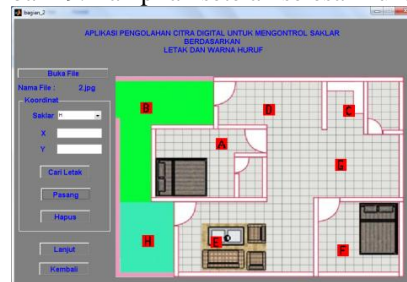 bagian_2
APLIKASI PENGOLAHAN CITRA DIGITAL UNTUK MENGONTROL SAKLAR
BERDASARKAN
LETAK DAN WARNA HURUF
Buka File
Nama File : 2.jpg
Koordinat
Saklar
X
Y
Cari Letak
Pasang
Hapus
Lanjut
Kembali
B
D
C
A
G
H
E
F